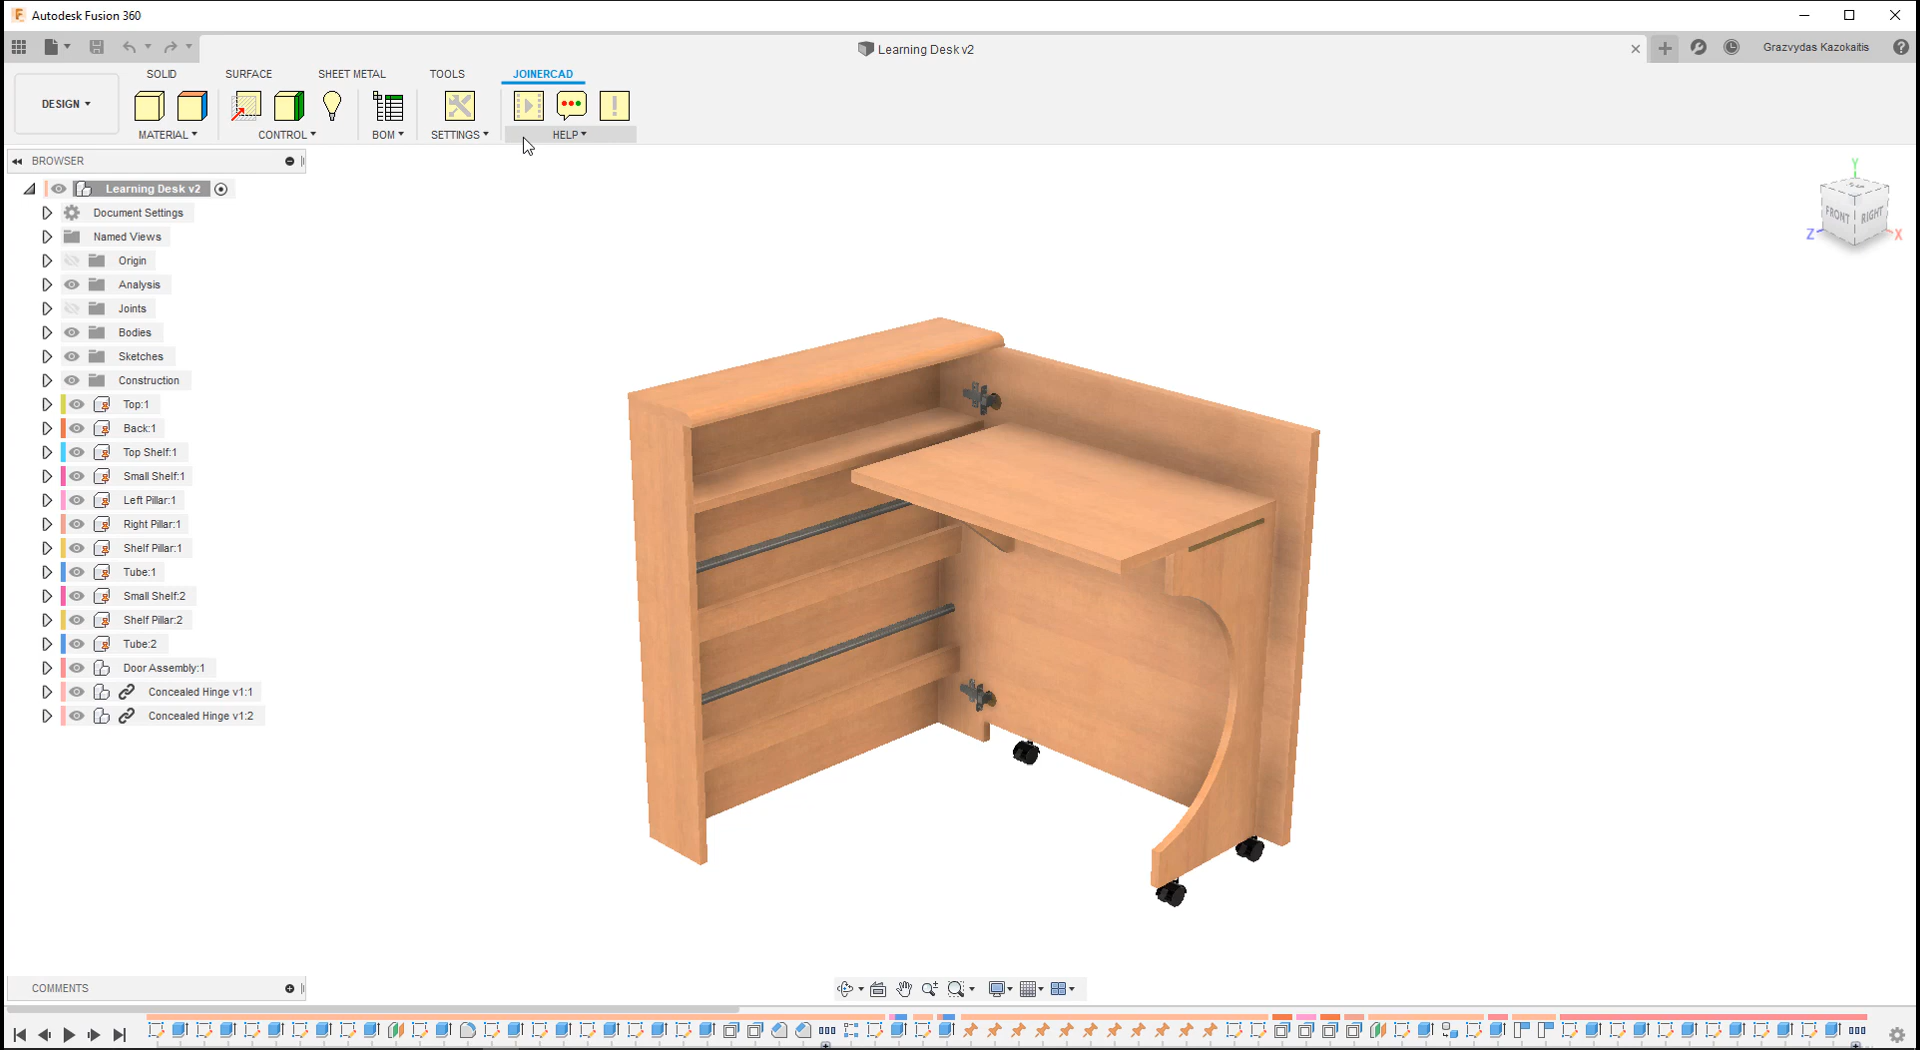 Autodesk Fusion 360
Learning Desk v2
Grazvydas Kazokaitis
SOLID SURFACE SHEET METAL TOOLS JOINERCAD
DESIGN
MATERIAL CONTROL BOM SETTINGS HELP
BROWSER
Learning Desk v2
Document Settings
Named Views
Origin
Analysis
Joints
Bodies
Sketches
Construction
Top:1
Back:1
Top Shelf:1
Small Shelf:1
Left Pillar:1
Right Pillar:1
Shelf Pillar:1
Tube:1
Small Shelf:2
Shelf Pillar:2
Tube:2
Door Assembly:1
Concealed Hinge v1:1
Concealed Hinge v1:2
Y
FRONT RIGHT
Z X
COMMENTS